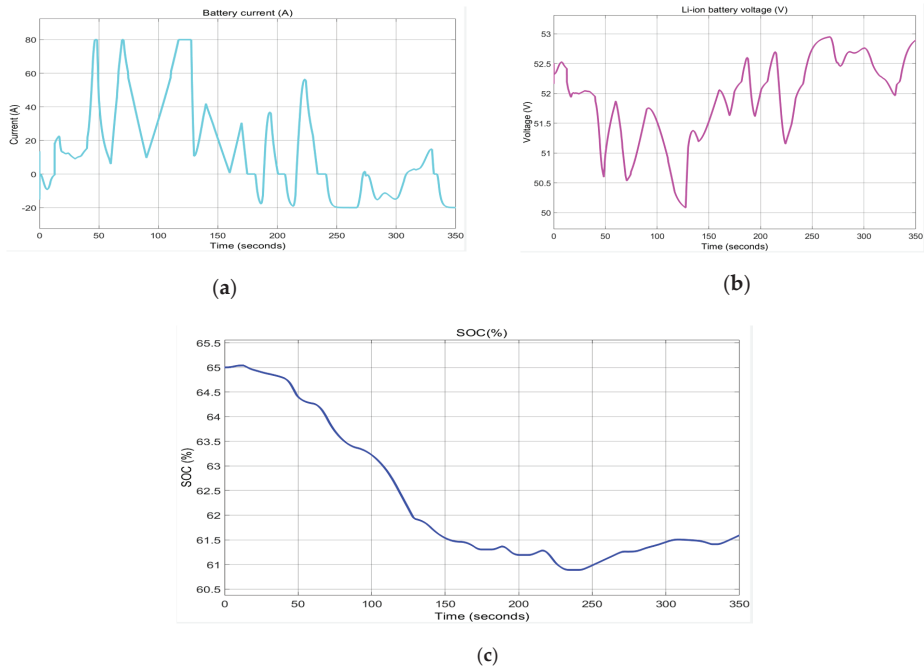 Battery current (A)
80
60
40
20
0
-20
Current (A)
0 50 100 150 200 250 300 350
Time (seconds)
(a)
Li-ion battery voltage (V)
53
52.5
52
51.5
51
50.5
50
Voltage (V)
0 50 100 150 200 250 300 350
Time (seconds)
(b)
SOC(%)
65.5
65
64.5
64
63.5
63
62.5
62
61.5
61
60.5
SOC (%)
0 50 100 150 200 250 300 350
Time (seconds)
(c)